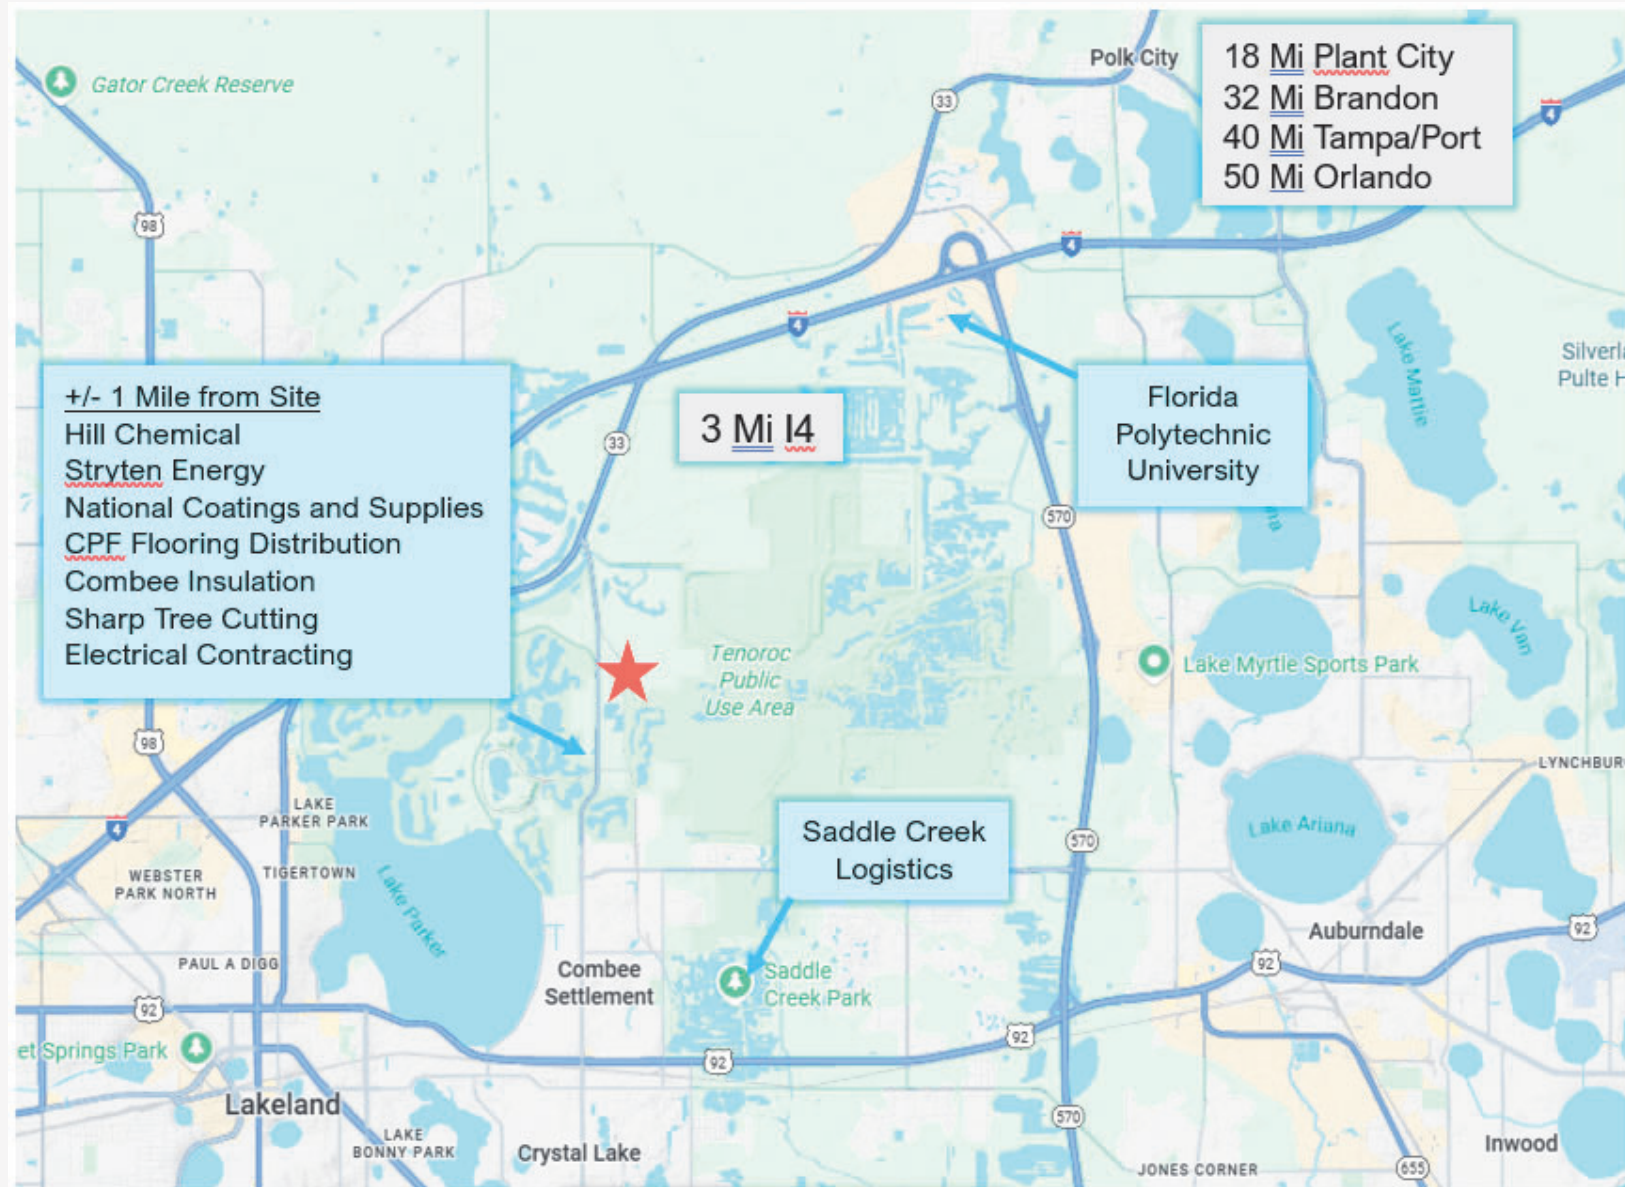 Polk City
18 Mi Plant City
32 Mi Brandon
40 Mi Tampa/Port
50 Mi Orlando
Gator Creek Reserve
33
4
98
4
4
Lake Mattie
Pulte
+/- 1 Mile from Site
Hill Chemical
Stryten Energy
National Coatings and Supplies
CPF Flooring Distribution
Combee Insulation
Sharp Tree Cutting
Electrical Contracting
3 Mi I4
33
Florida
Polytechnic
University
570
Lake Van
Tenoroc
Public
Use Area
Lake Myrtle Sports Park
98
LAKE
PARKER PARK
4
WEBSTER
PARK NORTH
TIGERTOWN
Lake Parker
Saddle Creek
Logistics
570
Lake Ariana
Auburndale
92
92
PAUL A DIGG
Combee
Settlement
Saddle
Creek Park
92
92
92
et Springs Park
Lakeland
LAKE
BONNY PARK
Crystal Lake
570
JONES CORNER
655
Inwood